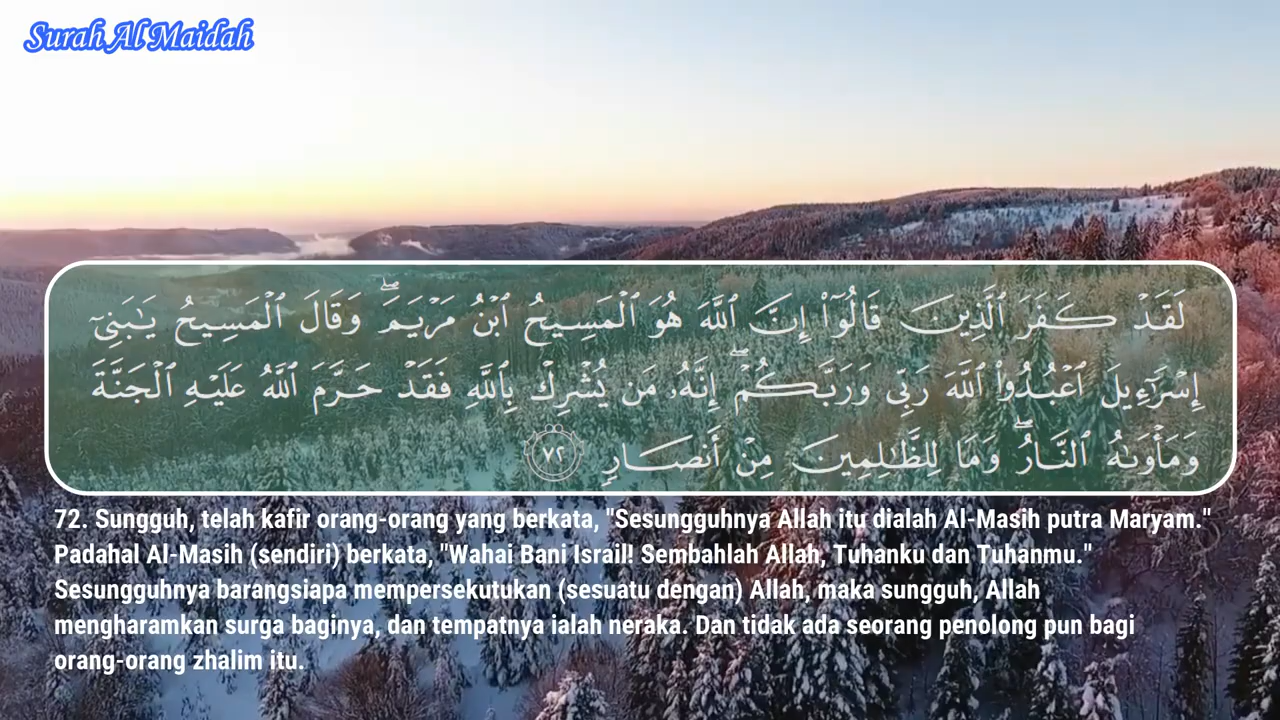 Surah Al Maidah
لَقَدْ كَفَرَ ٱلَّذِينَ قَالُوٓا۟ إِنَّ ٱللَّهَ هُوَ ٱلْمَسِيحُ ٱبْنُ مَرْيَمَ ۖ وَقَالَ ٱلْمَسِيحُ يَـٰبَنِىٓ
إِسْرَٰٓءِيلَ ٱعْبُدُوا۟ ٱللَّهَ رَبِّى وَرَبَّكُمْ ۖ إِنَّهُۥ مَن يُشْرِكْ بِٱللَّهِ فَقَدْ حَرَّمَ ٱللَّهُ عَلَيْهِ ٱلْجَنَّةَ
وَمَأْوَىٰهُ ٱلنَّارُ ۖ وَمَا لِلظَّـٰلِمِينَ مِنْ أَنصَارٍ ٧٢
72. Sungguh, telah kafir orang-orang yang berkata, "Sesungguhnya Allah itu dialah Al-Masih putra Maryam."
Padahal Al-Masih (sendiri) berkata, "Wahai Bani Israil! Sembahlah Allah, Tuhanku dan Tuhanmu."
Sesungguhnya barangsiapa mempersekutukan (sesuatu dengan) Allah, maka sungguh, Allah
mengharamkan surga baginya, dan tempatnya ialah neraka. Dan tidak ada seorang penolong pun bagi
orang-orang zhalim itu.